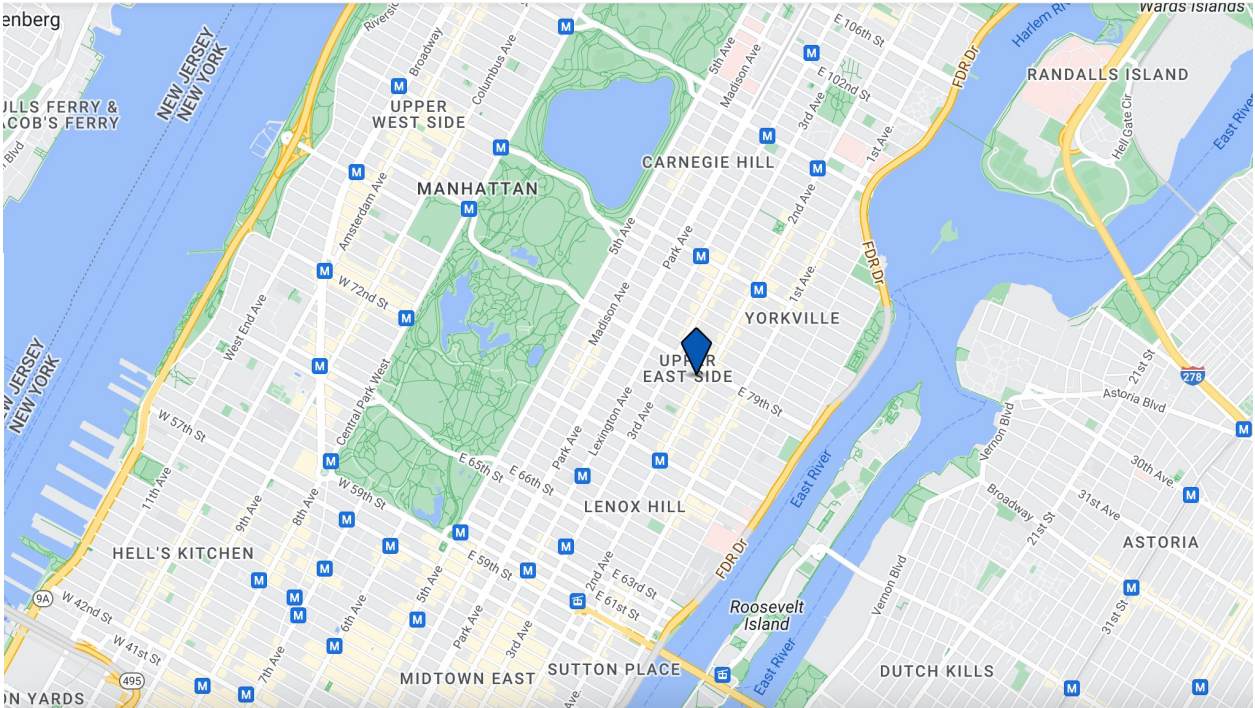 enberg
NEW JERSEY
NEW YORK
Broadway
Columbus Ave
5th Ave
Madison Ave
E 106th St
FDR Dr
Wards Islands
RANDALLS ISLAND
E 102nd St
3rd Ave
Hell Gate Cir
East River
ULLS FERRY &
ACOB'S FERRY
Blvd
UPPER
WEST SIDE
1st Ave
CARNEGIE HILL
MANHATTAN
Amsterdam Ave
2nd Ave
5th Ave
Park Ave
FDR Dr
W 72nd St
1st Ave
West End Ave
Madison Ave
YORKVILLE
EAST SIDE
E 79th St
21st St
278
Astoria Blvd
W JERSEY
NEW YORK
Central Park West
W 57th St
Lexington Ave
3rd Ave
Park Ave
Vernon Blvd
E 65th St
E 66th St
East River
30th Ave
11th Ave
9th Ave
8th Ave
W 59th St
LENOX HILL
Broadway
31st Ave
21st St
ASTORIA
HELL'S KITCHEN
E 59th St
2nd Ave
E 63rd St
E 61st St
FDR Dr
Vernon Blvd
9A
W 42nd St
6th Ave
5th Ave
Park Ave
3rd Ave
Roosevelt
Island
31st St
W 41st St
7th Ave
495
MIDTOWN EAST
SUTTON PLACE
East River
DUTCH KILLS
ON YARDS
Ave